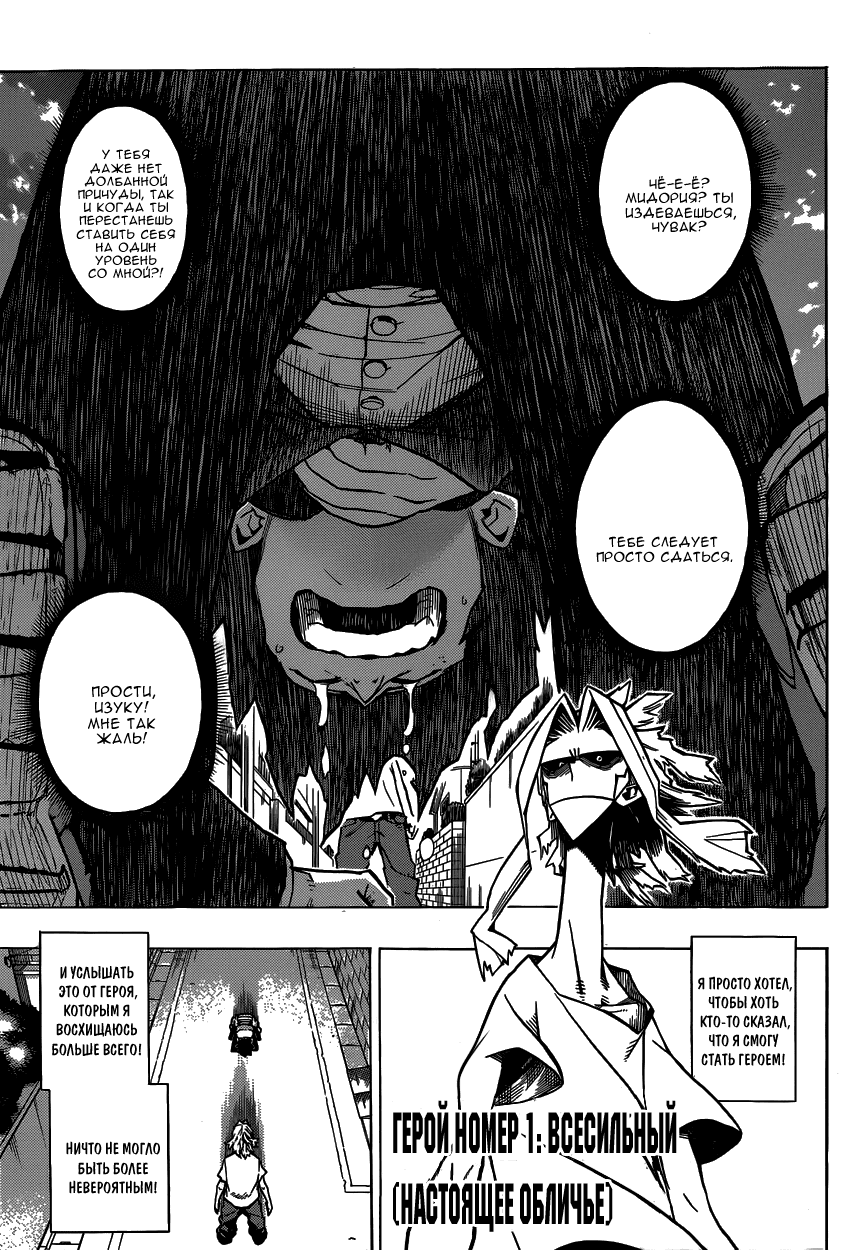 ЧЁ-Е-Ё?
МИДОРИЯ? ТЫ
ИЗДЕВАЕШЬСЯ,
ЧУВАК?
У ТЕБЯ
ДАЖЕ НЕТ
ДОЛБАННОЙ
ПРИЧУДЫ, ТАК
И КОГДА ТЫ
ПЕРЕСТАНЕШЬ
СТАВИТЬ СЕБЯ
НА ОДИН
УРОВЕНЬ
СО МНОЙ?!
ТЕБЕ СЛЕДУЕТ
ПРОСТО СДАТЬСЯ.
ПРОСТИ,
ИЗУКУ!
МНЕ ТАК
ЖАЛЬ!
Я ПРОСТО ХОТЕЛ,
ЧТОБЫ ХОТЬ
КТО-ТО СКАЗАЛ,
ЧТО Я СМОГУ
СТАТЬ ГЕРОЕМ!
ГЕРОЙ НОМЕР 1: ВСЕСИЛЬНЫЙ
(НАСТОЯЩЕЕ ОБЛИЧЬЕ)
И УСЛЫШАТЬ
ЭТО ОТ ГЕРОЯ,
КОТОРЫМ Я
ВОСХИЩАЮСЬ
БОЛЬШЕ ВСЕГО!
НИЧТО НЕ МОГЛО
БЫТЬ БОЛЕЕ
НЕВЕРОЯТНЫМ!